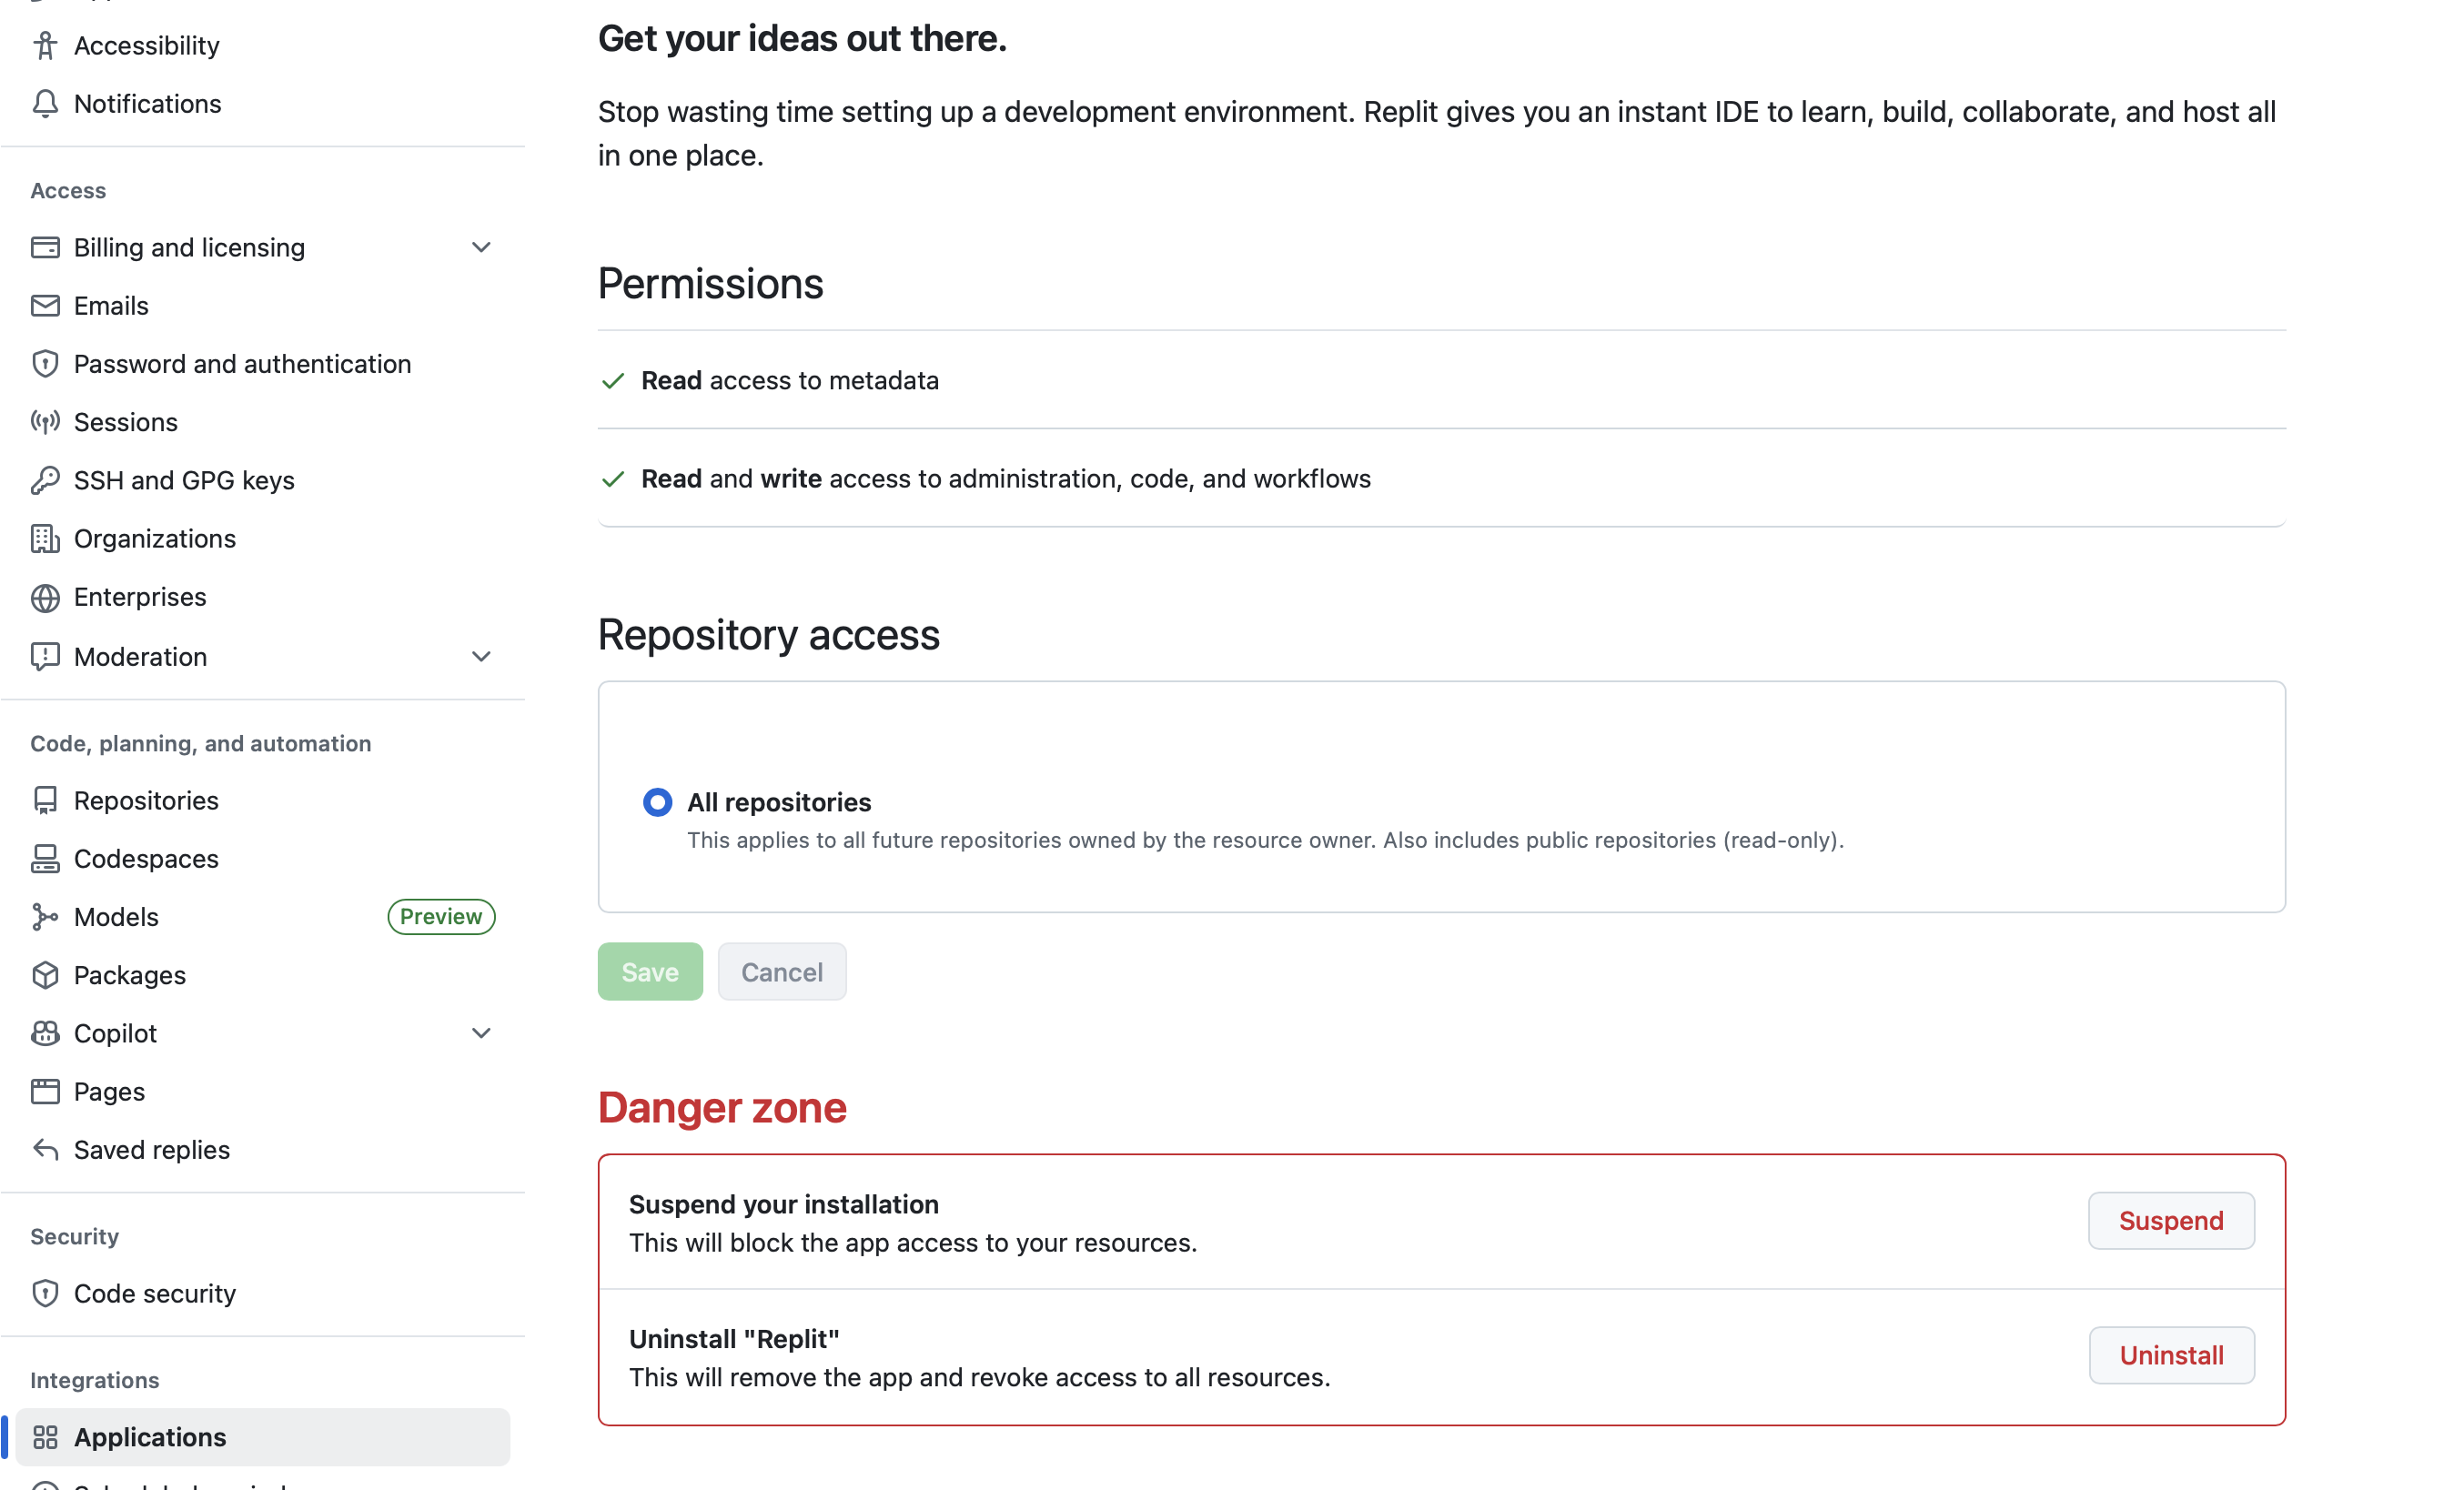 Accessibility
Notifications
Access
Billing and licensing
Emails
Password and authentication
Sessions
SSH and GPG keys
Organizations
Enterprises
Moderation
Code, planning, and automation
Repositories
Codespaces
Models
Preview
Packages
Copilot
Pages
Saved replies
Security
Code security
Integrations
Applications
Get your ideas out there.
Stop wasting time setting up a development environment. Replit gives you an instant IDE to learn, build, collaborate, and host all
in one place.
Permissions
Read access to metadata
Read and write access to administration, code, and workflows
Repository access
All repositories
This applies to all future repositories owned by the resource owner. Also includes public repositories (read-only).
Save
Cancel
Danger zone
Suspend your installation
This will block the app access to your resources.
Suspend
Uninstall "Replit"
This will remove the app and revoke access to all resources.
Uninstall